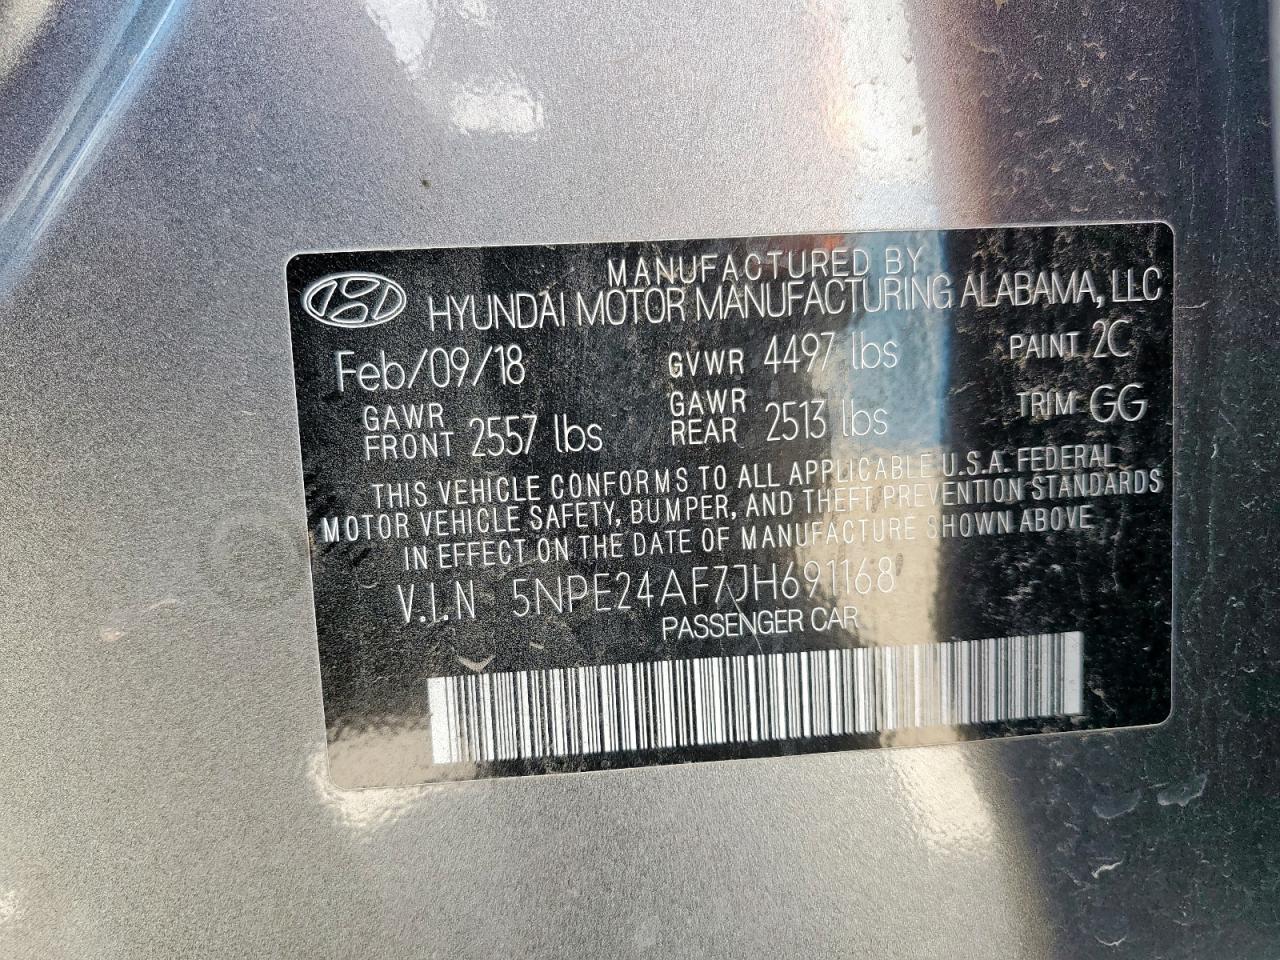 MANUFACTURED BY
HYUNDAI MOTOR MANUFACTURING ALABAMA, LLC
Feb/09/18 GVWR 4497 lbs PAINT 2C
GAWR FRONT 2557 lbs GAWR REAR 2513 lbs TRIM GG
THIS VEHICLE CONFORMS TO ALL APPLICABLE U.S.A. FEDERAL
MOTOR VEHICLE SAFETY, BUMPER, AND THEFT PREVENTION STANDARDS
IN EFFECT ON THE DATE OF MANUFACTURE SHOWN ABOVE
V.I.N 5NPE24AF7JH691168
PASSENGER CAR